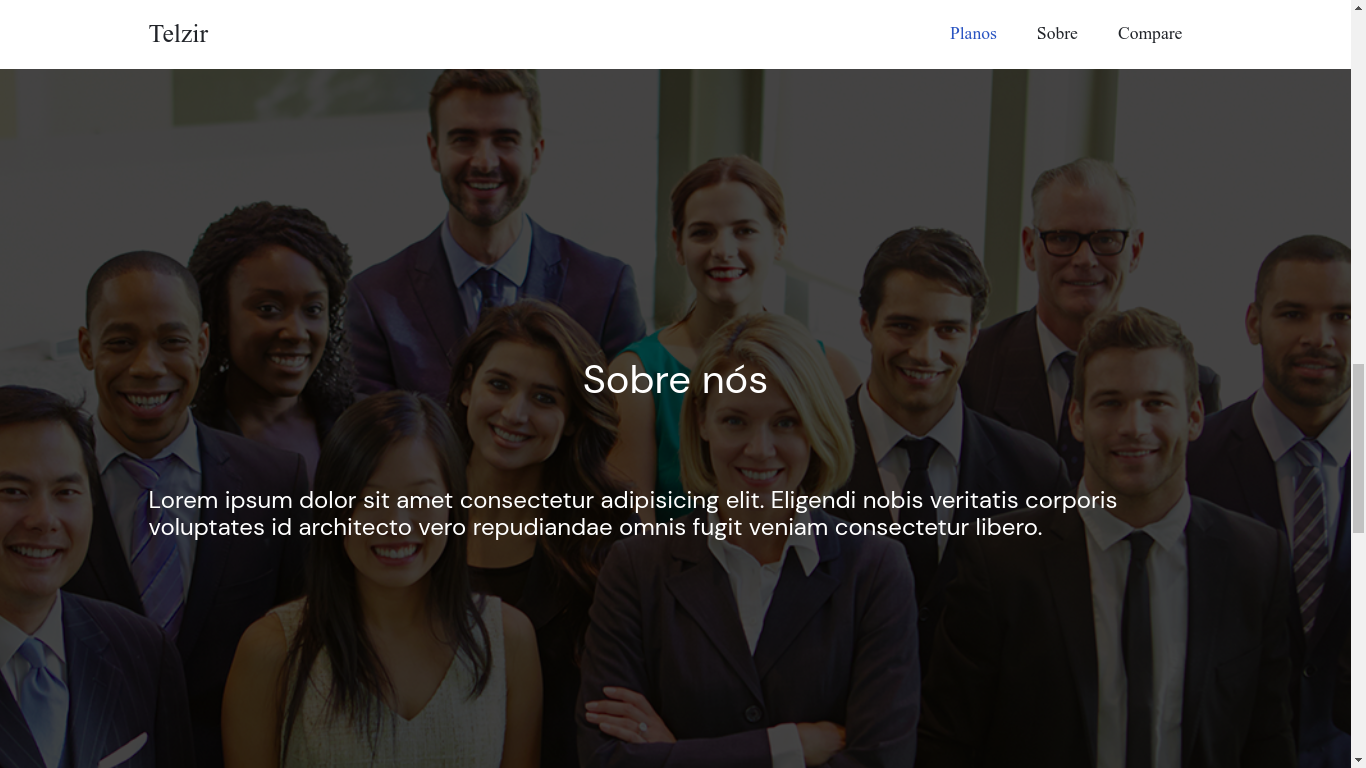 Telzir
Planos Sobre Compare
Sobre nós
Lorem ipsum dolor sit amet consectetur adipisicing elit. Eligendi nobis veritatis corporis
voluptates id architecto vero repudiandae omnis fugit veniam consectetur libero.